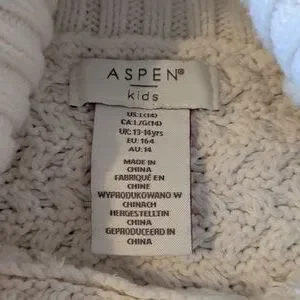 ASPEN®
kids
US: L(14)
CA: L/G(14)
UK: 13-14yrs
EU: 164
AU: 14
MADE IN
CHINA
FABRIQUÉ EN
CHINE
WYPRODUKOWANO W
CHINACH
HERGESTELLT IN
CHINA
GEPRODUCEERD IN
CHINA